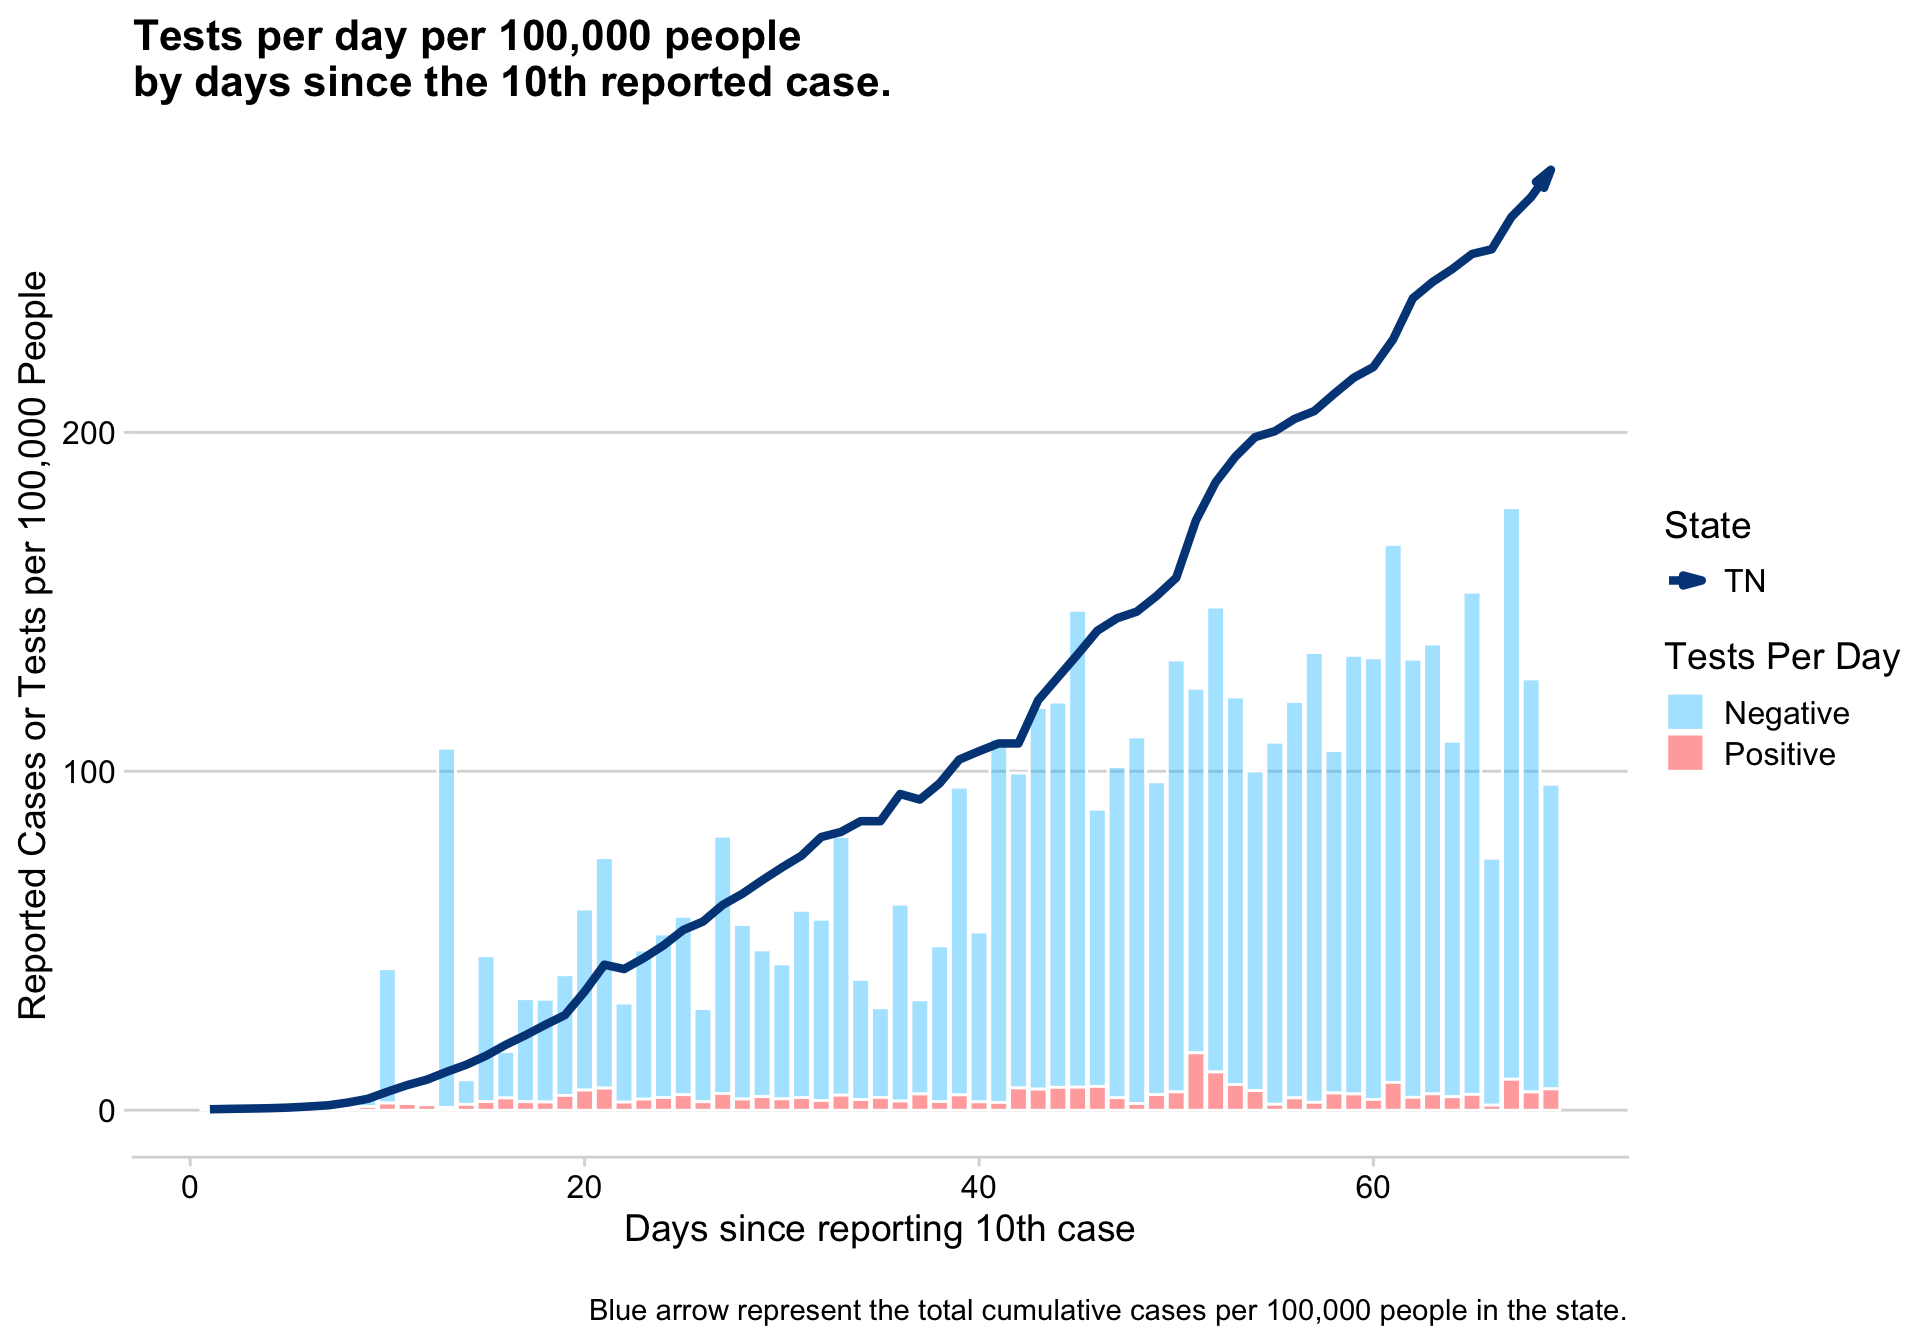 Tests per day per 100,000 people
by days since the 10th reported case.
Reported Cases or Tests per 100,000 People
200
100
0
0
20
40
60
Days since reporting 10th case
State
TN
Tests Per Day
Negative
Positive
Blue arrow represent the total cumulative cases per 100,000 people in the state.